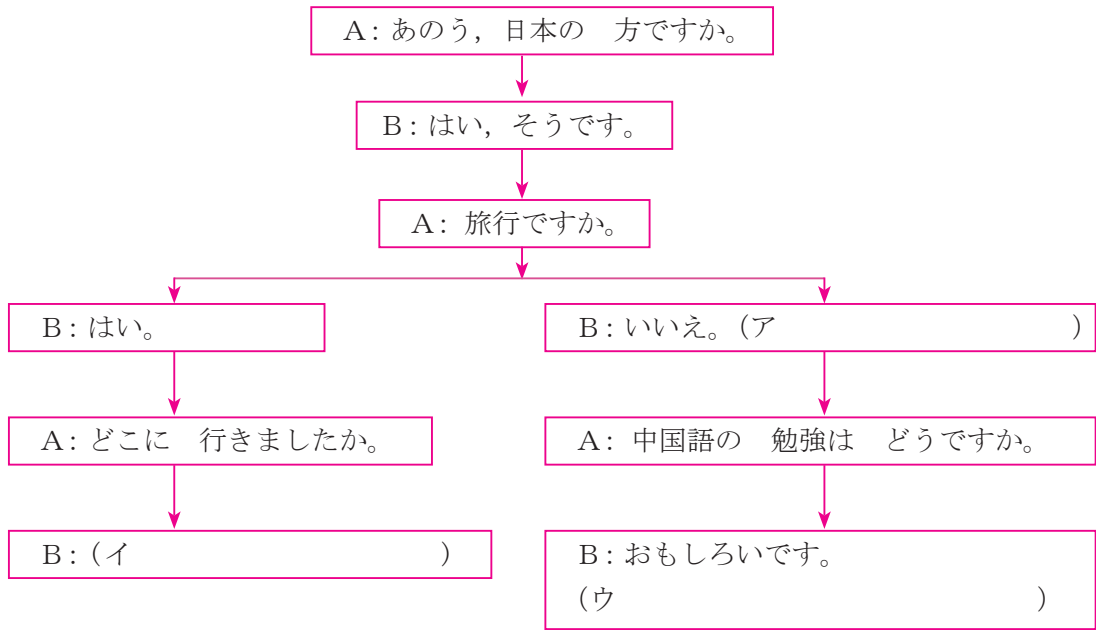 A：あのう，日本の　方ですか。
B：はい，そうです。
A：旅行ですか。
B：はい。
A：どこに　行きましたか。
B：（イ　　　　　　　　　　　）
B：いいえ。（ア　　　　　　　　　　　）
A：中国語の　勉強は　どうですか。
B：おもしろいです。
（ウ　　　　　　　　　　　　　　）